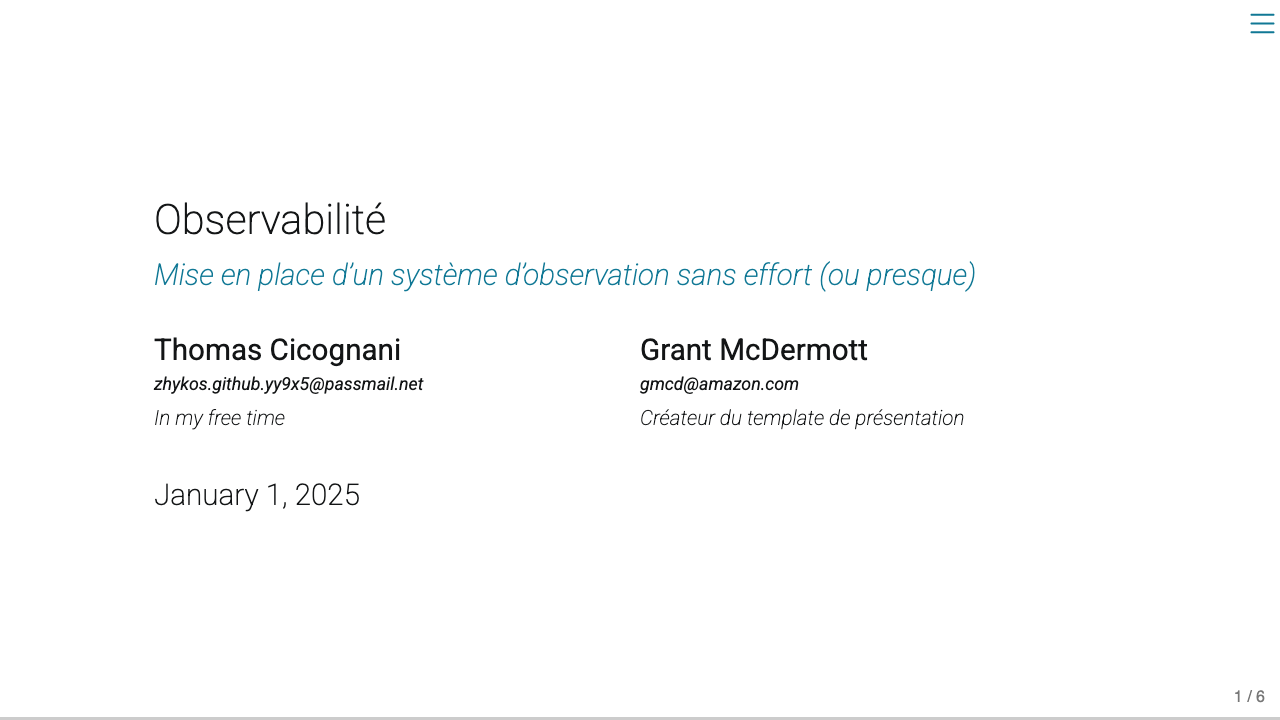 Observabilité
Mise en place d’un système d’observation sans effort (ou presque)
Thomas Cicognani
zhykos.github.yy9x5@passmail.net
In my free time
Grant McDermott
gmcd@amazon.com
Créateur du template de présentation
January 1, 2025
1 / 6